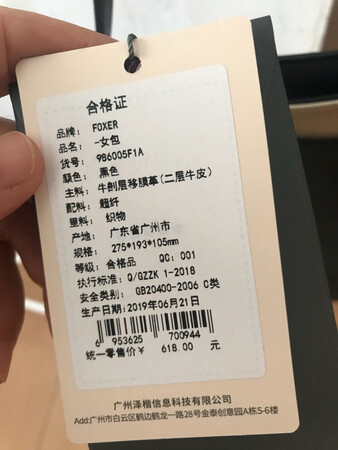 合格证
品牌： FOXER
品名： -女包
货号： 986005F1A
颜色： 黑色
主料： 牛剖层移膜革(二层牛皮)
配料： 超纤
里料： 织物
产地： 广东省广州市
规格： 275*193*105mm
等级： 合格品 QC: 001
执行标准： Q/GZZK 1-2018
安全类别： GB20400-2006 C类
生产日期： 2019年06月21日
6 953625 700944
统一零售价￥ 618.00 元
广州泽楷信息科技有限公司
Add:广州市白云区鹤边鹤龙一路28号金泰创意园A栋5-6楼